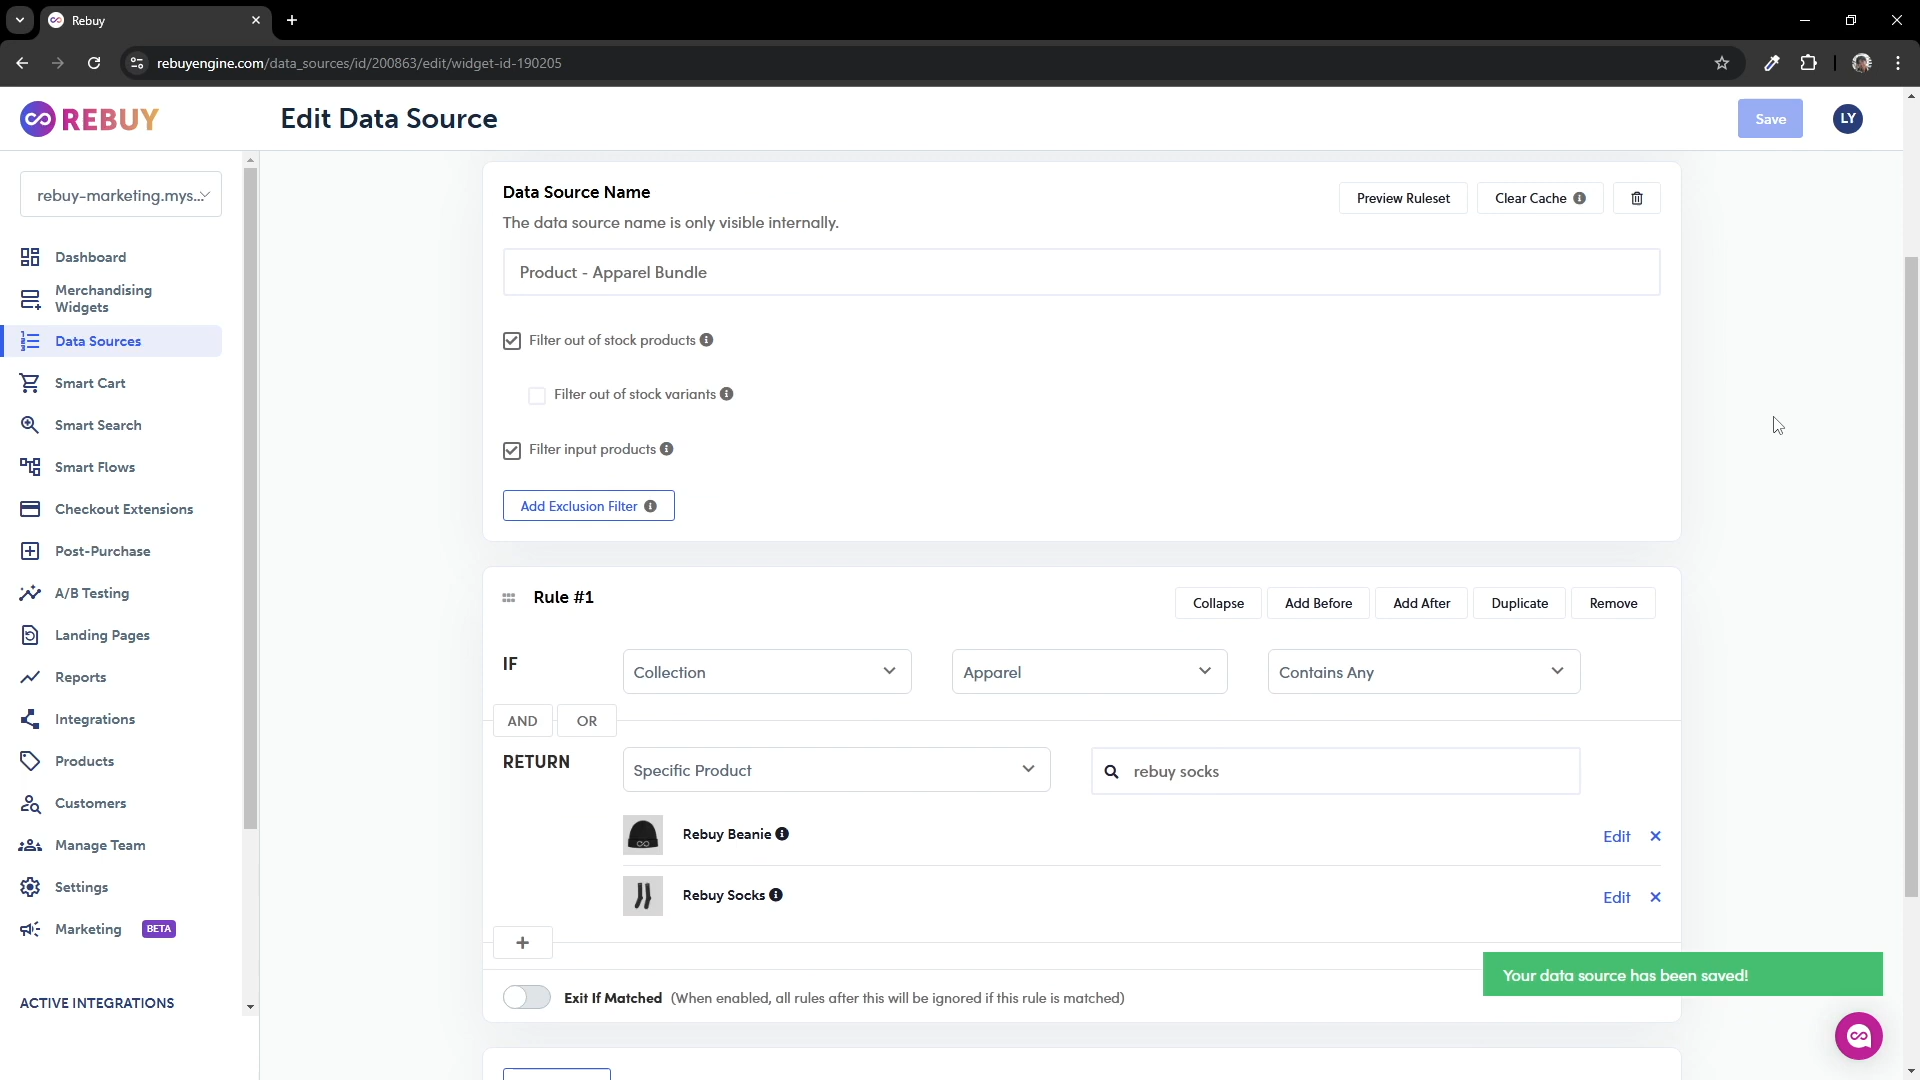 Rebuy
rebuyengine.com/data_sources/id/200863/edit/widget-id-190205
REBUY
Edit Data Source
Save
LY
rebuy-marketing.mys...
Dashboard
Merchandising
Widgets
Data Sources
Smart Cart
Smart Search
Smart Flows
Checkout Extensions
Post-Purchase
A/B Testing
Landing Pages
Reports
Integrations
Products
Customers
Manage Team
Settings
Marketing BETA
ACTIVE INTEGRATIONS
Data Source Name
The data source name is only visible internally.
Preview Ruleset
Clear Cache
Product - Apparel Bundle
Filter out of stock products
Filter out of stock variants
Filter input products
Add Exclusion Filter
Rule #1
Collapse
Add Before
Add After
Duplicate
Remove
IF
Collection
Apparel
Contains Any
AND
OR
RETURN
Specific Product
rebuy socks
Rebuy Beanie
Edit
Rebuy Socks
Edit
Your data source has been saved!
Exit If Matched (When enabled, all rules after this will be ignored if this rule is matched)